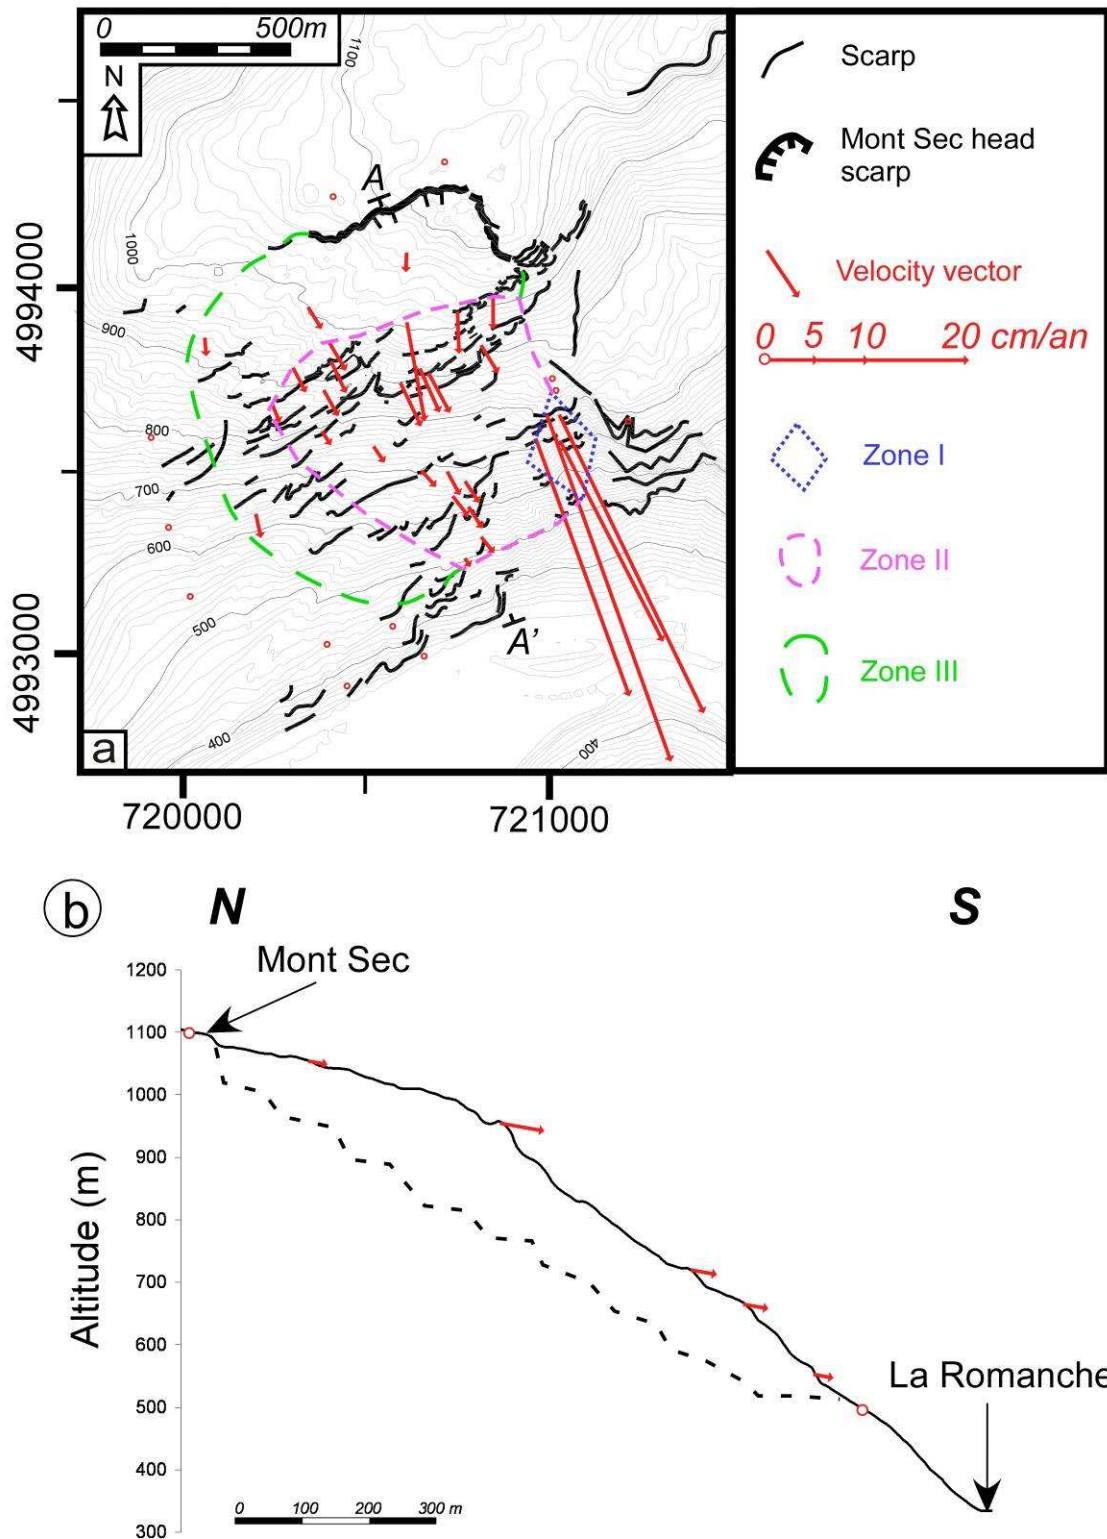 0 500m
N
1100
A
1000
900
800
700
600
500
400
400
A'
4994000
4993000
a
720000 721000
Scarp
Mont Sec head
scarp
Velocity vector
0 5 10 20 cm/an
Zone I
Zone II
Zone III
b N S
Mont Sec
1200
1100
1000
900
800
700
600
500
400
300
Altitude (m)
La Romanche
0 100 200 300 m